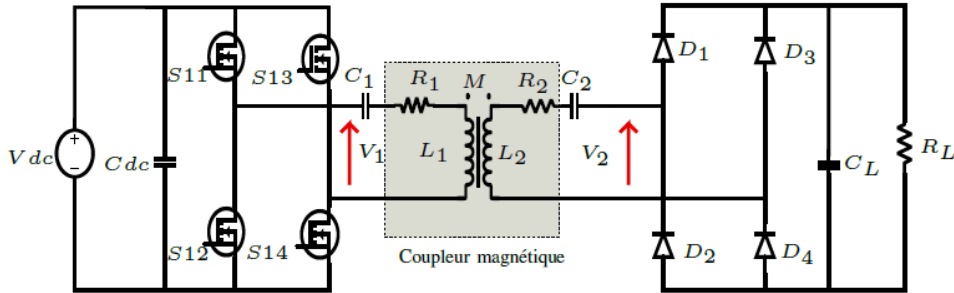 S11
S13
C1
R1
M
R2
C2
D1
D3
Vdc
+
−
Cdc
V1
L1
L2
V2
CL
RL
S12
S14
D2
D4
Coupleur magnétique